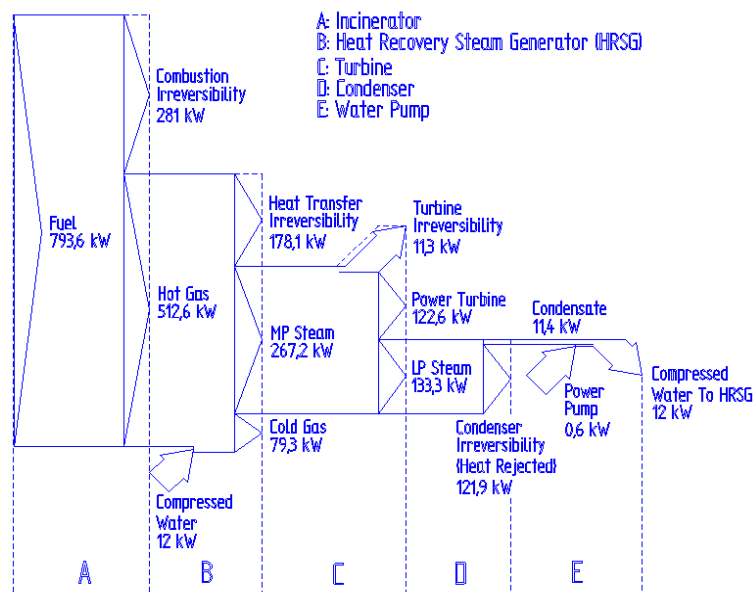 A: Incinerator
B: Heat Recovery Steam Generator (HRSG)
C: Turbine
D: Condenser
E: Water Pump
Combustion
Irreversibility
281 kW
Fuel
793,6 kW
Heat Transfer
Irreversibility
178,1 kW
Turbine
Irreversibility
11,3 kW
Hot Gas
512,6 kW
MP Steam
267,2 kW
Power Turbine
122,6 kW
Condensate
11,4 kW
LP Steam
133,3 kW
Compressed
Water To HRSG
12 kW
Power
Pump
0,6 kW
Cold Gas
79,3 kW
Condenser
Irreversibility
(Heat Rejected)
121,9 kW
Compressed
Water
12 kW
A
B
C
D
E